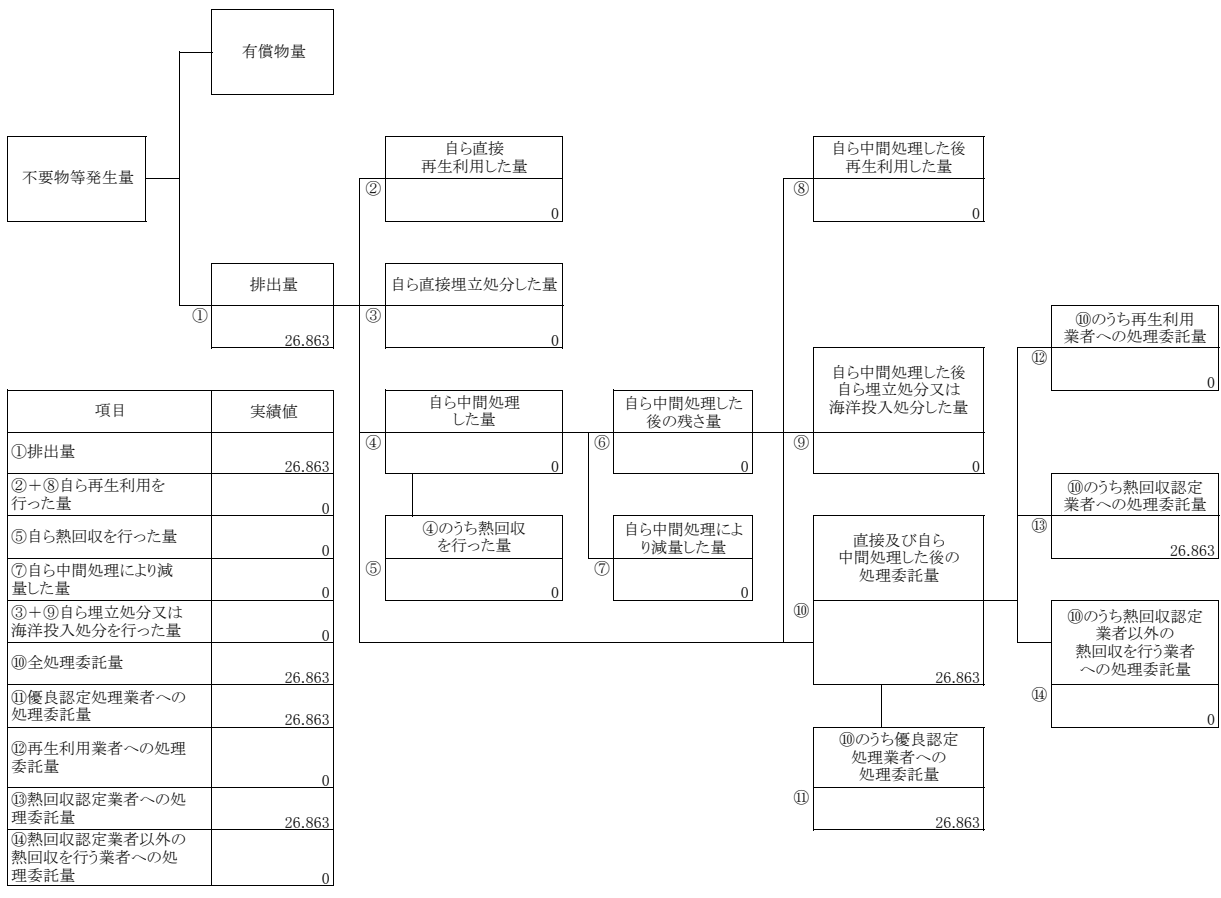 有償物量
不要物等発生量
排出量
①
26.863
自ら直接
再生利用した量
②
0
自ら直接埋立処分した量
③
0
自ら中間処理
した量
④
0
④のうち熱回収
を行った量
⑤
0
自ら中間処理した
後の残さ量
⑥
0
自ら中間処理によ
り減量した量
⑦
0
自ら中間処理した後
再生利用した量
⑧
0
自ら中間処理した後
自ら埋立処分又は
海洋投入処分した量
⑨
0
直接及び自ら
中間処理した後の
処理委託量
⑩
26.863
⑩のうち優良認定
処理業者への
処理委託量
⑪
26.863
⑩のうち再生利用
業者への処理委託量
⑫
0
⑩のうち熱回収認定
業者への処理委託量
⑬
26.863
⑩のうち熱回収認定
業者以外の
熱回収を行う業者
への処理委託量
⑭
0
項目 実績値
①排出量
26.863
②＋⑧自ら再生利用を
行った量
0
⑤自ら熱回収を行った量
0
⑦自ら中間処理により減
量した量
0
③＋⑨自ら埋立処分又は
海洋投入処分を行った量
0
⑩全処理委託量
26.863
⑪優良認定処理業者への
処理委託量
26.863
⑫再生利用業者への処理
委託量
0
⑬熱回収認定業者への処
理委託量
26.863
⑭熱回収認定業者以外の
熱回収を行う業者への処
理委託量
0